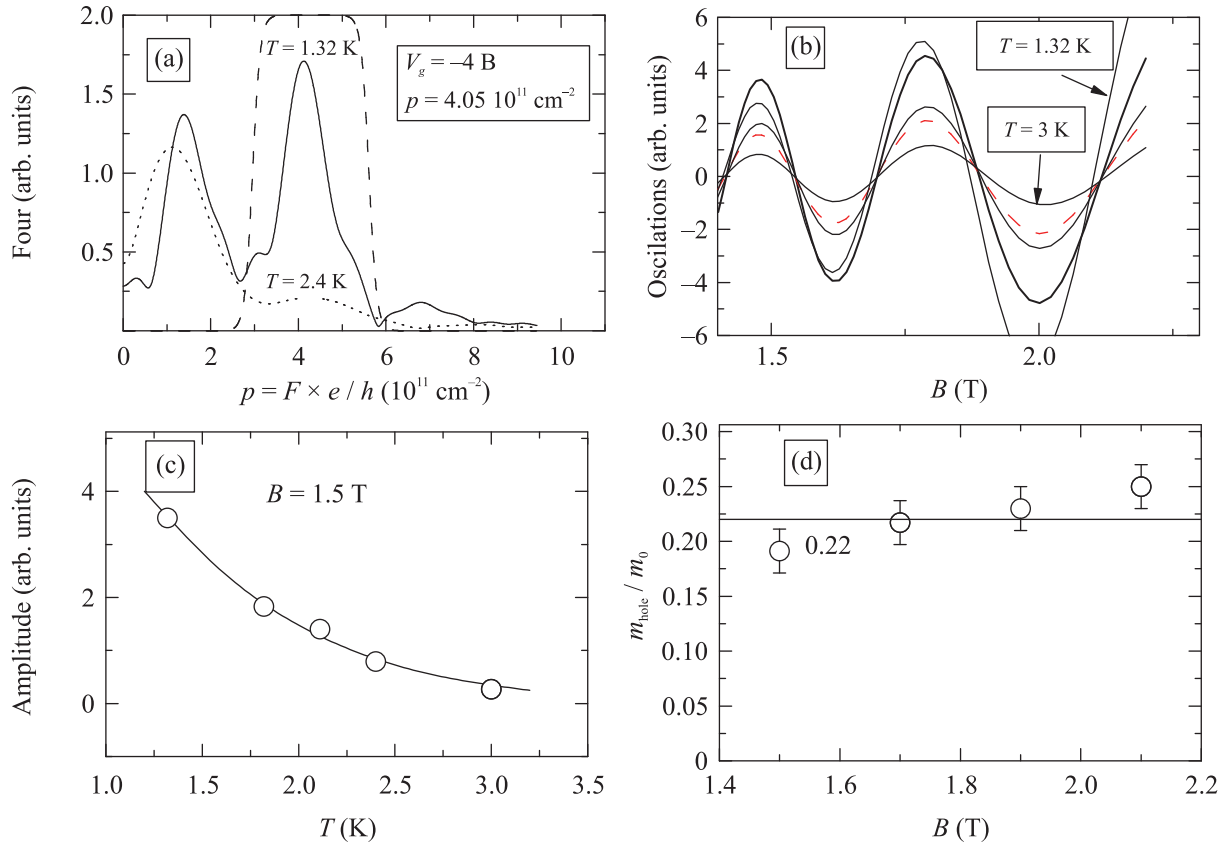 (a)
T = 1.32 K
V_g = –4 B
p = 4.05 10^11 cm^–2
T = 2.4 K
2.0
1.5
1.0
0.5
Four (arb. units)
0 2 4 6 8 10
p = F × e / h (10^11 cm^–2)
(b)
T = 1.32 K
T = 3 K
6
4
2
0
−2
−4
−6
Oscilations (arb. units)
1.5 2.0
B (T)
(c)
B = 1.5 T
4
2
0
Amplitude (arb. units)
1.0 1.5 2.0 2.5 3.0 3.5
T (K)
(d)
0.22
0.30
0.25
0.20
0.15
0.10
0.05
0
m_hole / m_0
1.4 1.6 1.8 2.0 2.2
B (T)